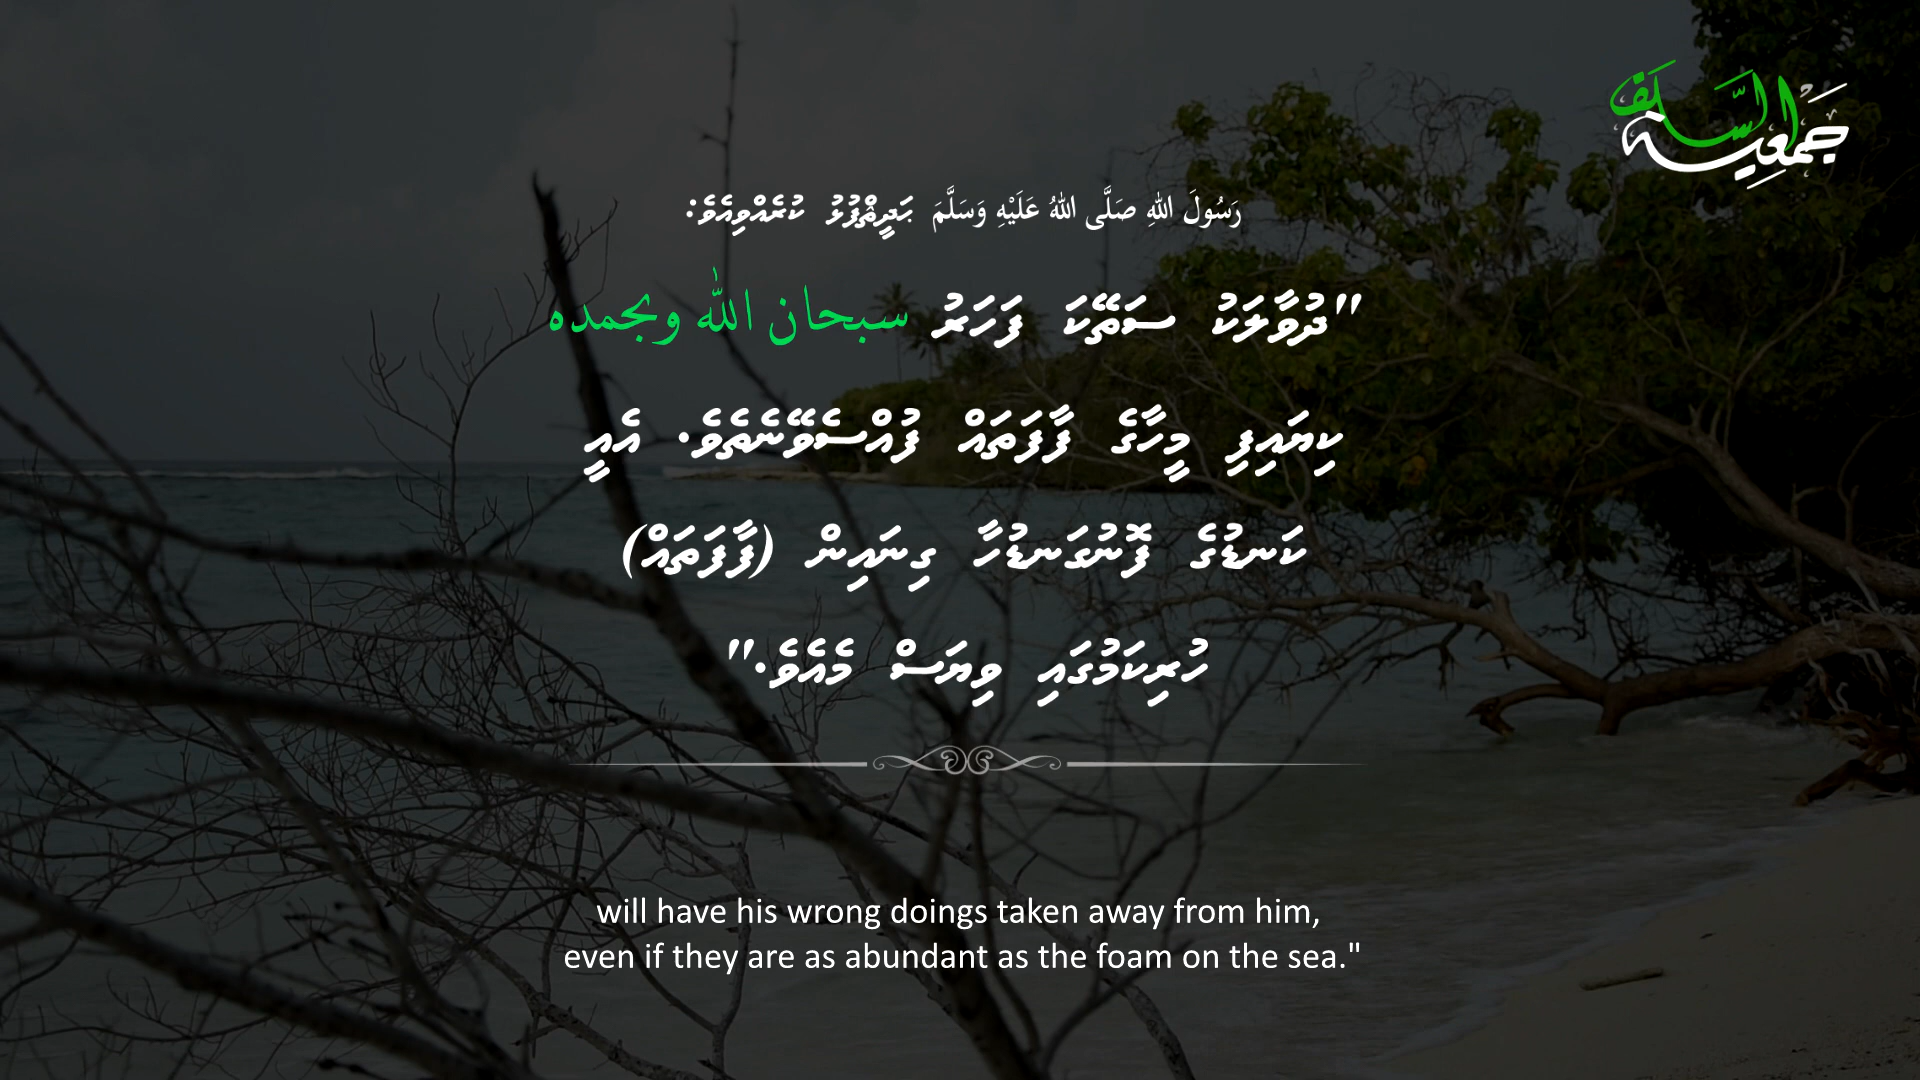 جمعية السلف
رَسُولَ اللهِ صَلَّى اللهُ عَلَيْهِ وَسَلَّمَ ޙަދީޘްފުޅު ކުރެއްވިއެވެ:
"ދުވާލަކު ސަތޭކަ ފަހަރު سبحان الله وبحمده
ކިޔައިފި މީހާގެ ފާފަތައް ފުއްސެވޭނެތެވެ. އެއީ
ކަނޑުގެ ފޮނުގަނޑުހާ ގިނައިން (ފާފަތައް)
ހުރިކަމުގައި ވިޔަސް މެއެވެ."
will have his wrong doings taken away from him,
even if they are as abundant as the foam on the sea."